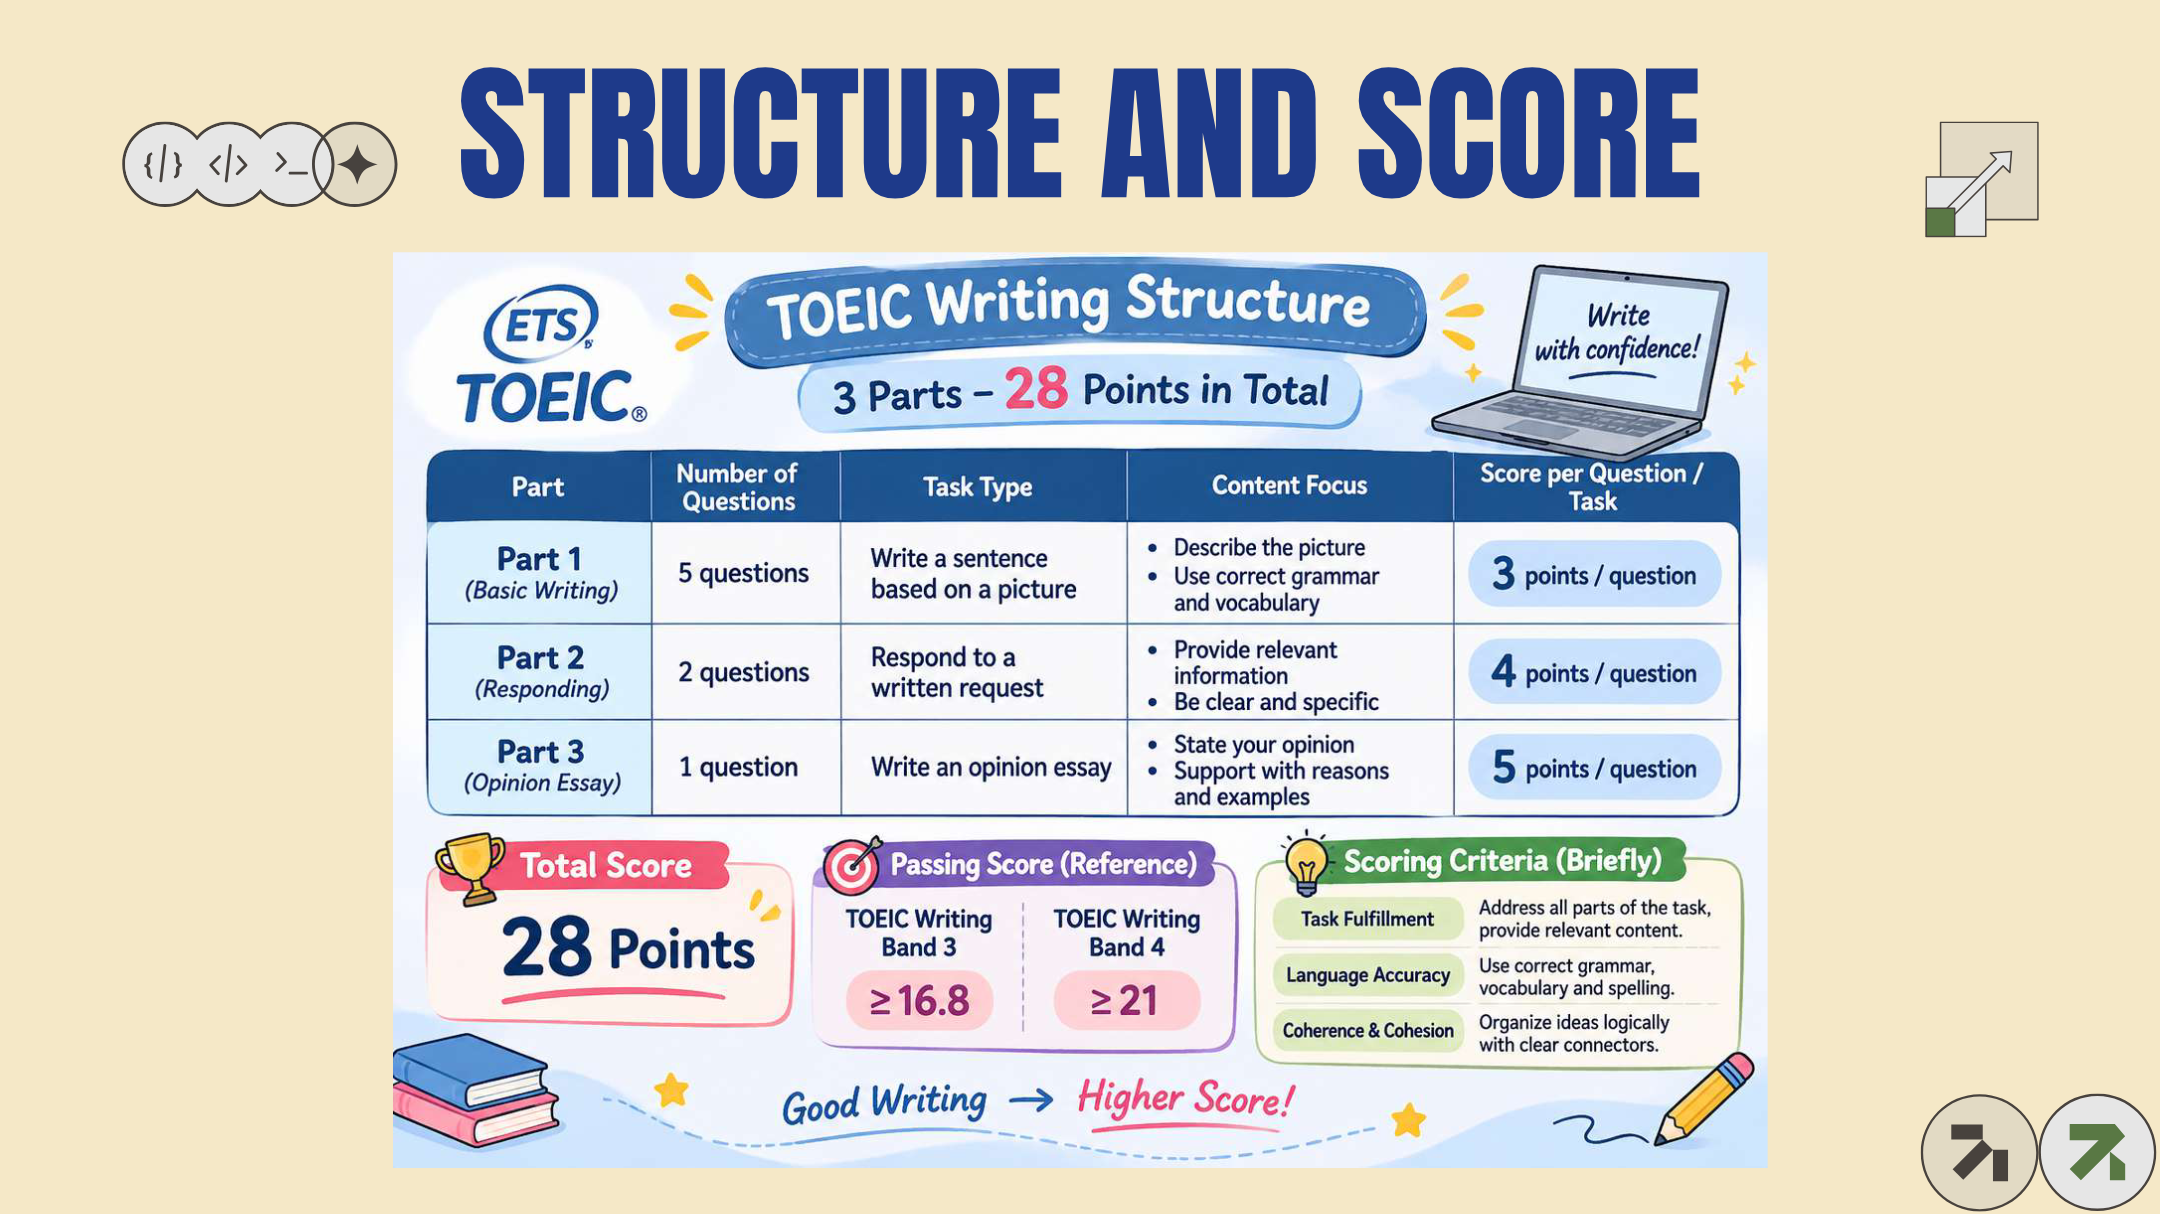 STRUCTURE AND SCORE
{/} </> >_
ETS
TOEIC®
TOEIC Writing Structure
3 Parts – 28 Points in Total
Write
with confidence!
Part
Number of
Questions
Task Type
Content Focus
Score per Question /
Task
Part 1
(Basic Writing)
5 questions
Write a sentence
based on a picture
• Describe the picture
• Use correct grammar
and vocabulary
3 points / question
Part 2
(Responding)
2 questions
Respond to a
written request
• Provide relevant
information
• Be clear and specific
4 points / question
Part 3
(Opinion Essay)
1 question
Write an opinion essay
• State your opinion
• Support with reasons
and examples
5 points / question
Total Score
28 Points
Passing Score (Reference)
TOEIC Writing
Band 3
≥ 16.8
TOEIC Writing
Band 4
≥ 21
Scoring Criteria (Briefly)
Task Fulfillment
Address all parts of the task,
provide relevant content.
Language Accuracy
Use correct grammar,
vocabulary and spelling.
Coherence & Cohesion
Organize ideas logically
with clear connectors.
Good Writing → Higher Score!